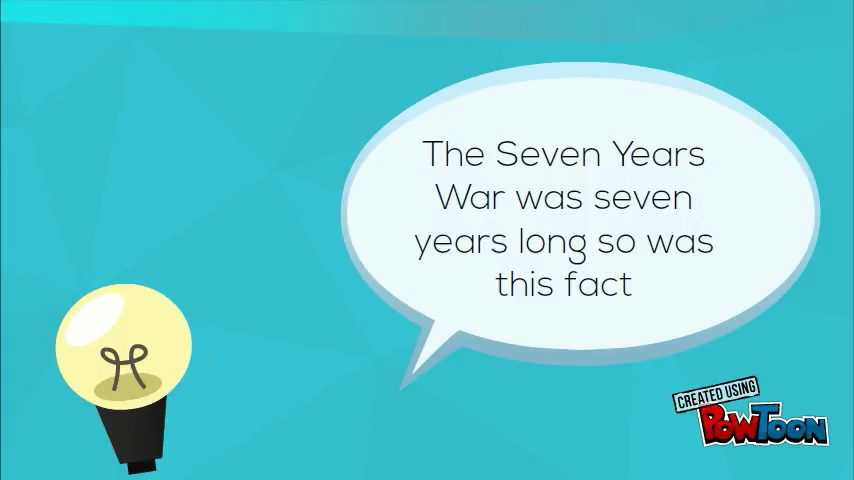 The Seven Years
War was seven
years long so was
this fact
CREATED USING
POWTOON